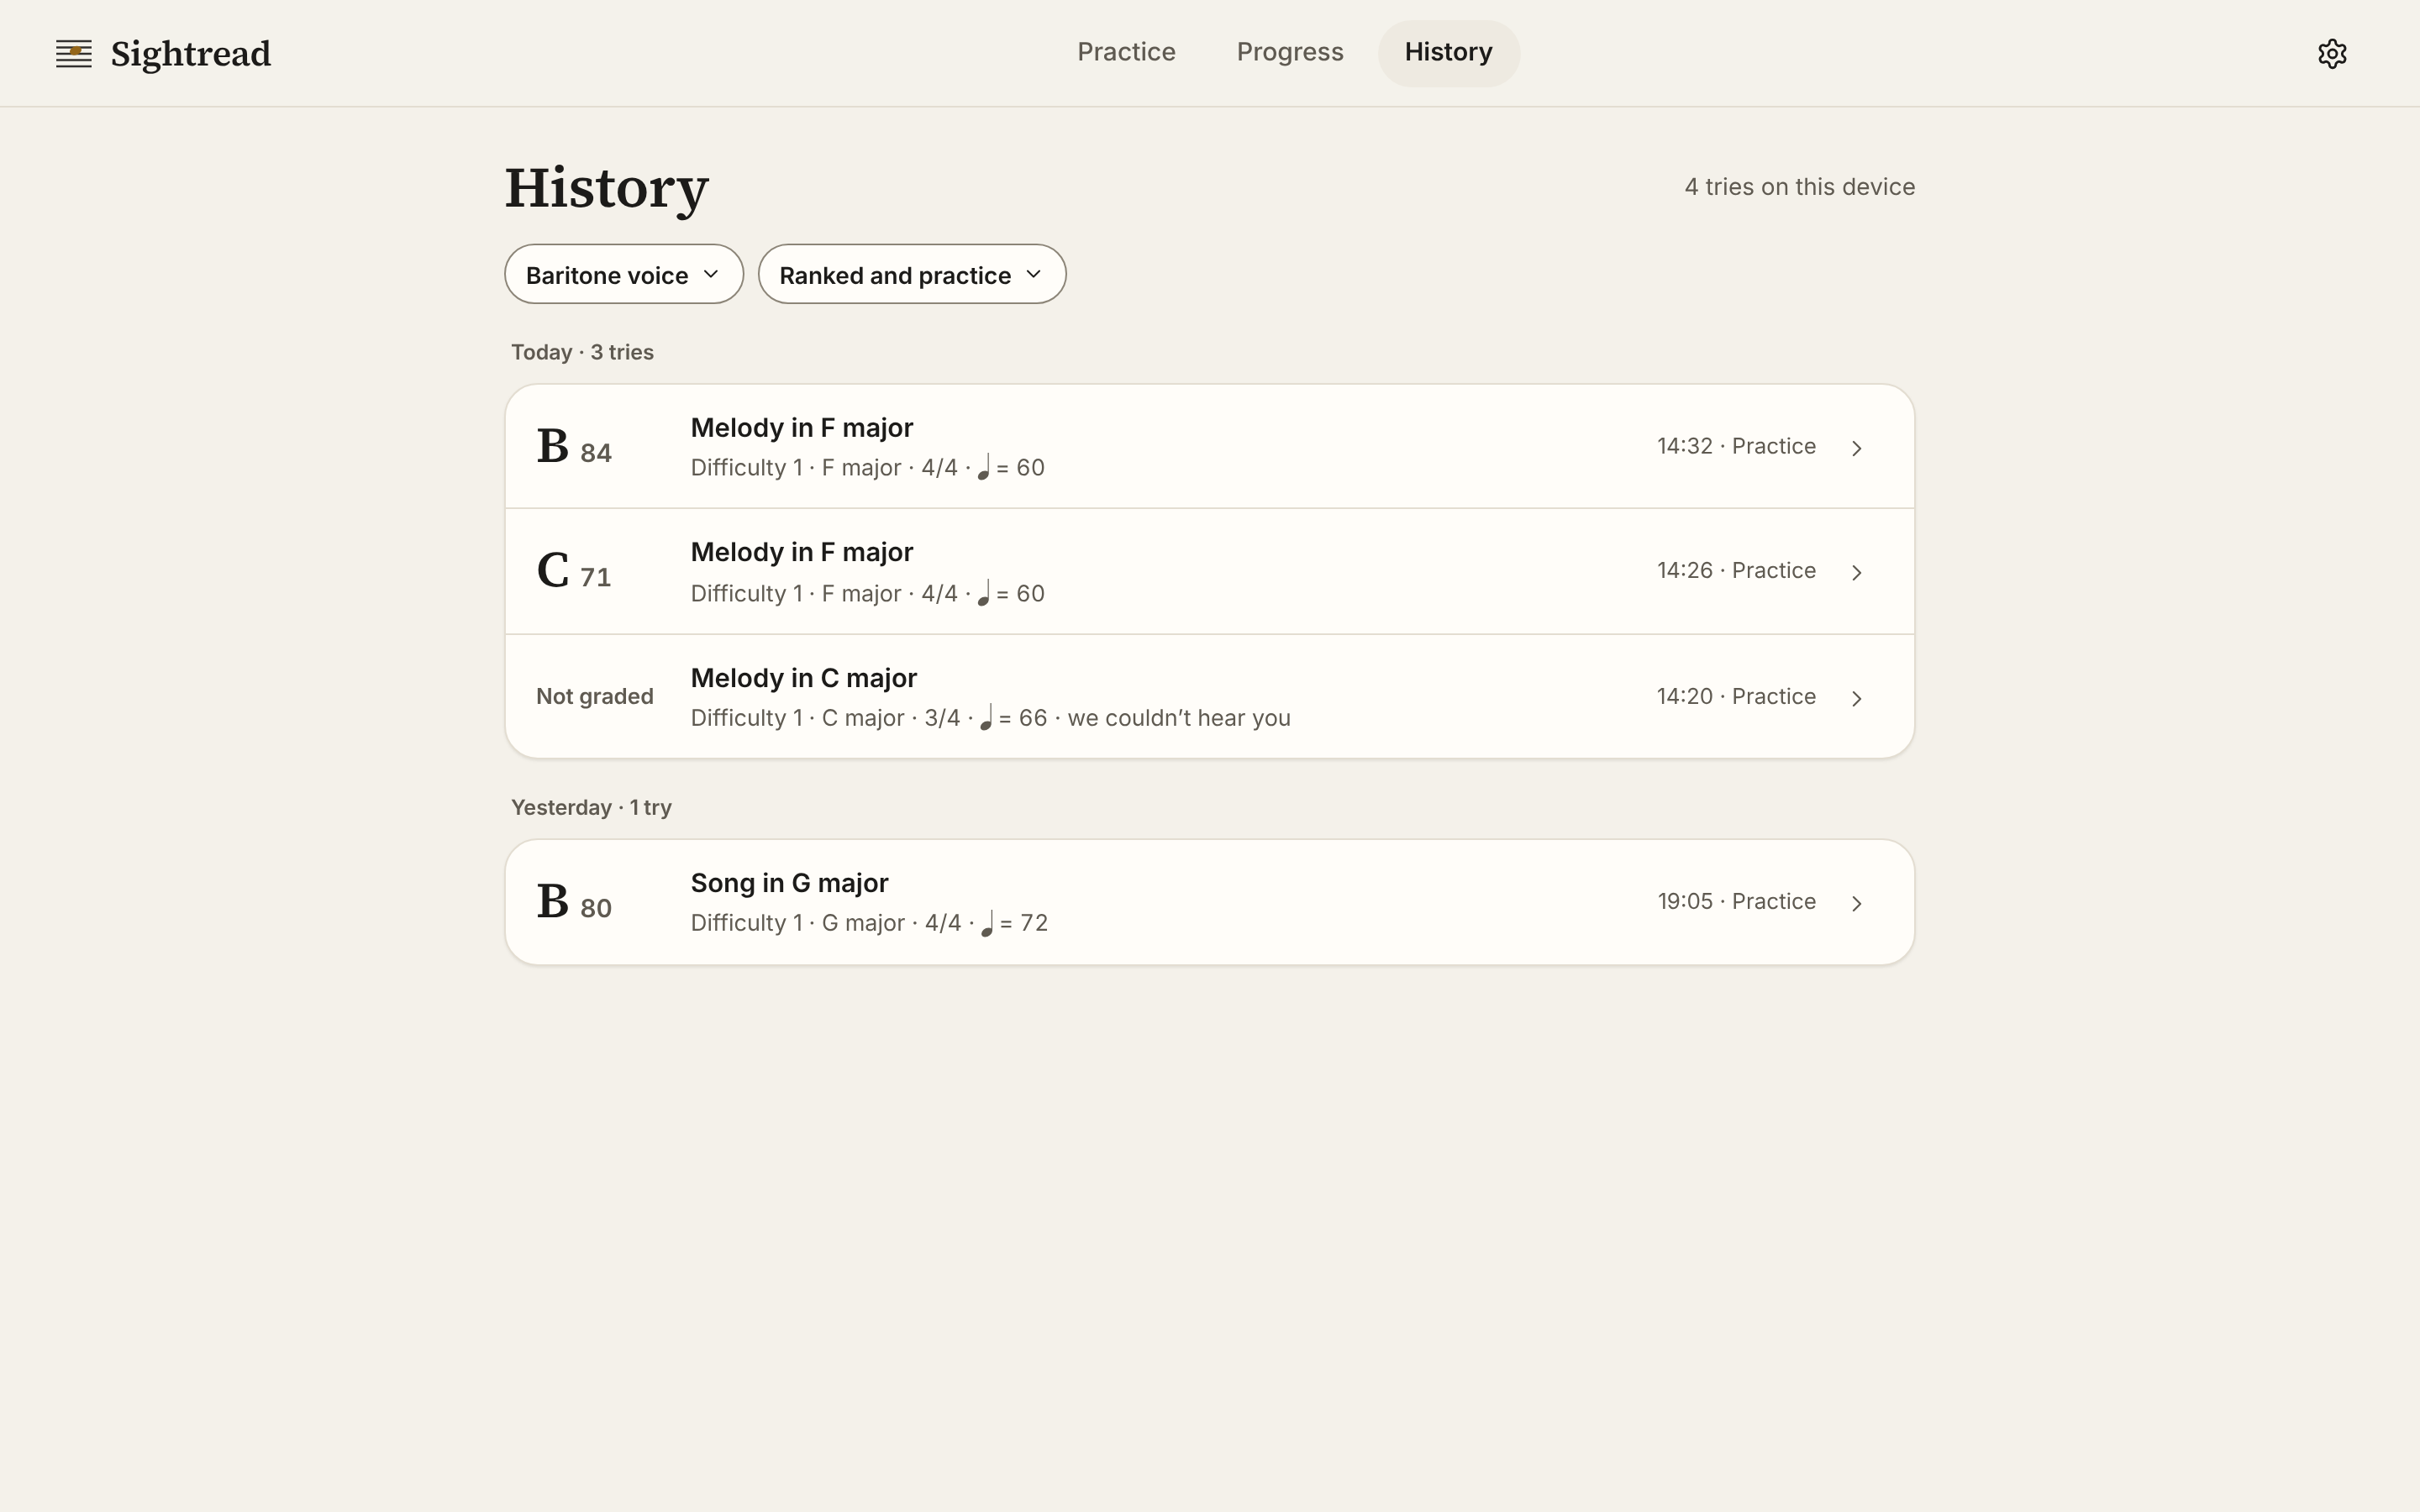 Sightread
Practice
Progress
History
History
4 tries on this device
Baritone voice
Ranked and practice
Today · 3 tries
B 84
Melody in F major
Difficulty 1 · F major · 4/4 · ♩ = 60
14:32 · Practice
C 71
Melody in F major
Difficulty 1 · F major · 4/4 · ♩ = 60
14:26 · Practice
Not graded
Melody in C major
Difficulty 1 · C major · 3/4 · ♩ = 66 · we couldn’t hear you
14:20 · Practice
Yesterday · 1 try
B 80
Song in G major
Difficulty 1 · G major · 4/4 · ♩ = 72
19:05 · Practice